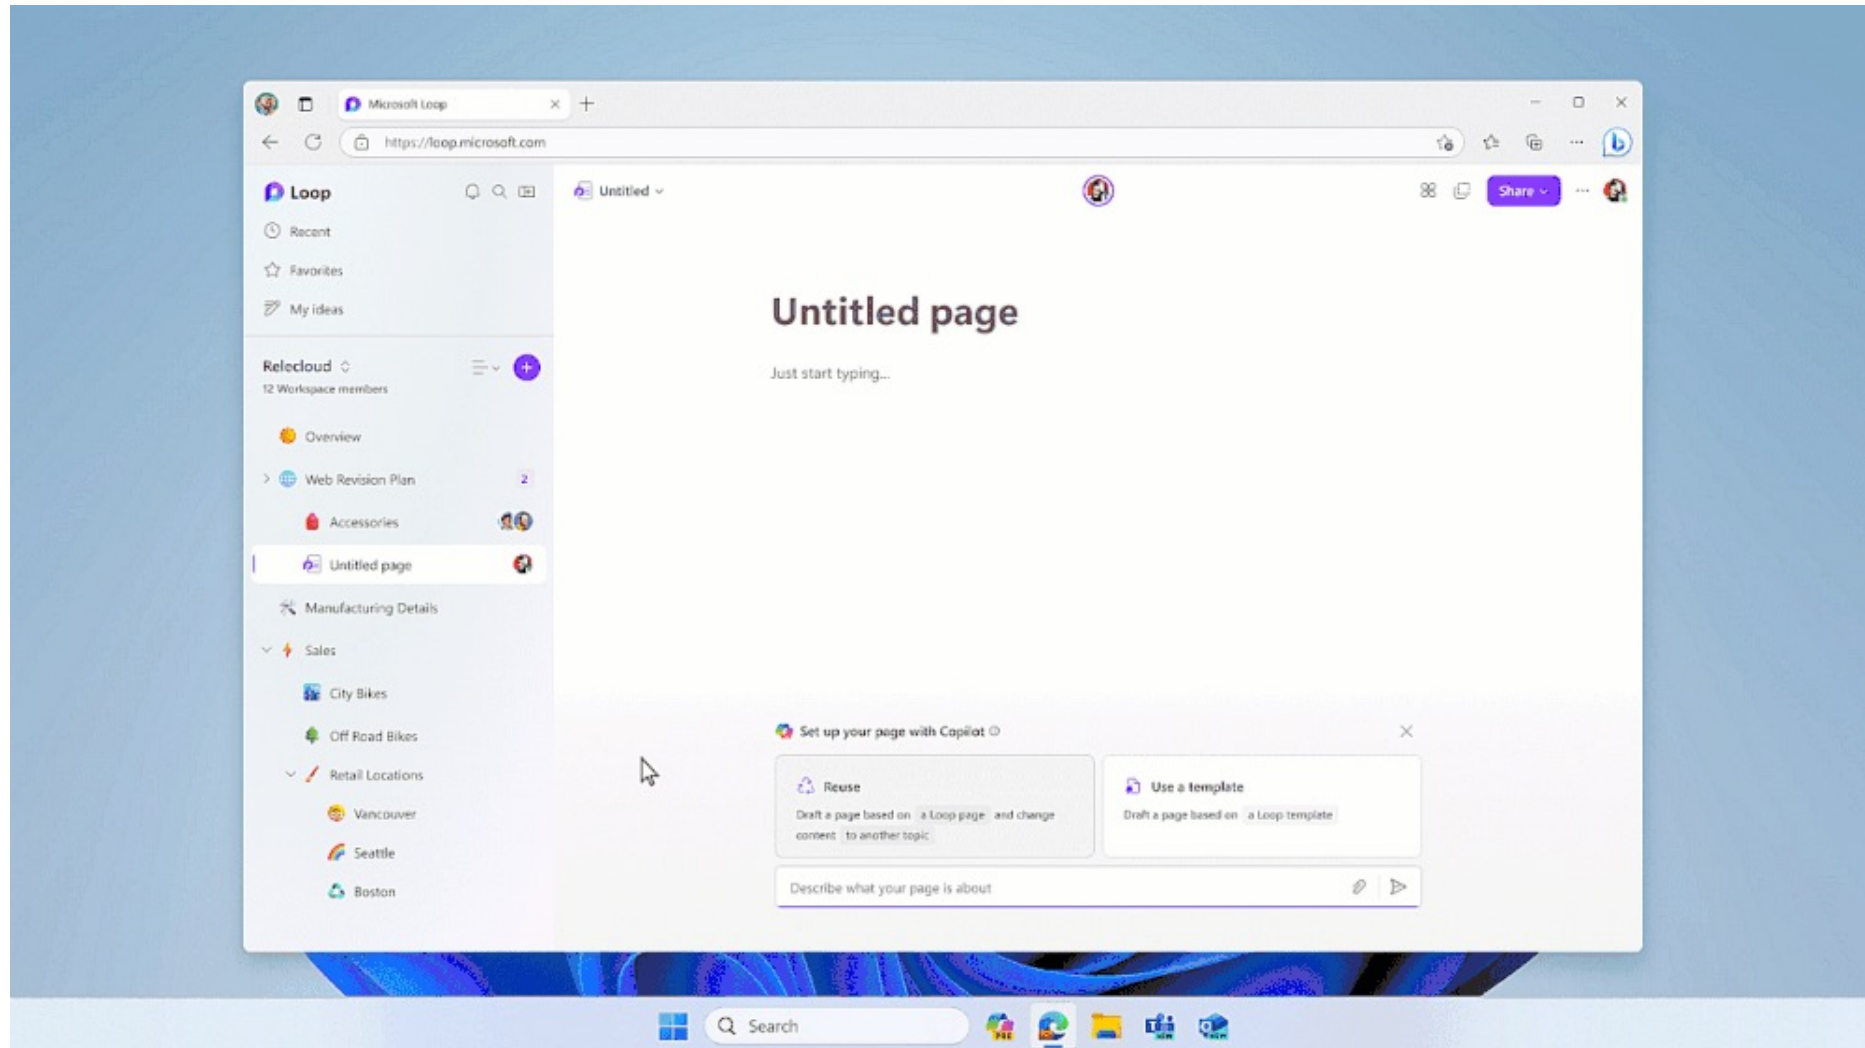 Microsoft Loop
https://loop.microsoft.com
Loop
Untitled
Share
Recent
Favorites
My ideas
Relecloud
12 Workspace members
Overview
Web Revision Plan 2
Accessories
Untitled page
Manufacturing Details
Sales
City Bikes
Off Road Bikes
Retail Locations
Vancouver
Seattle
Boston
Untitled page
Just start typing...
Set up your page with Copilot
Reuse
Draft a page based on a Loop page and change
content to another topic
Use a template
Draft a page based on a Loop template
Describe what your page is about
Search
PRE
NEW
NEW